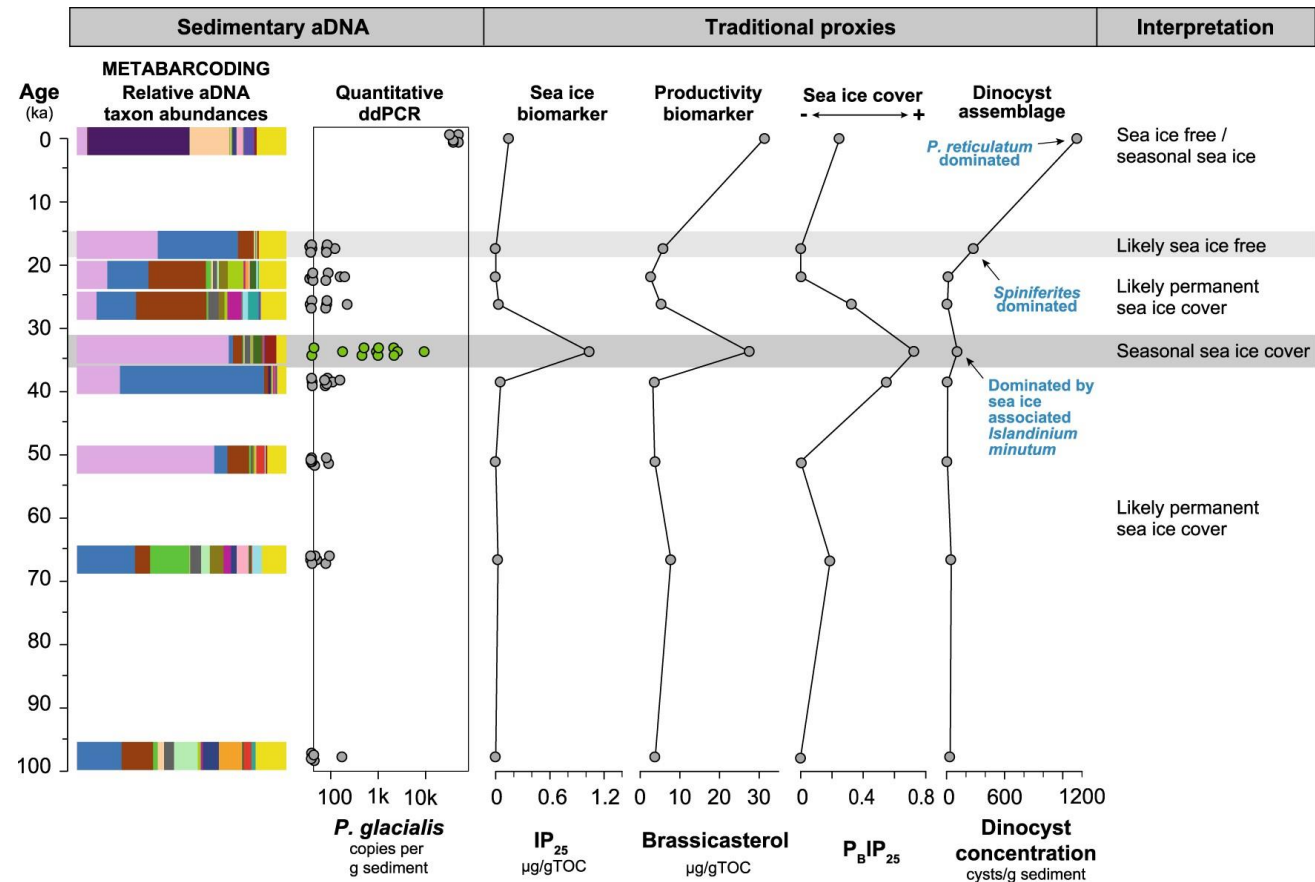 Sedimentary aDNA
Traditional proxies
Interpretation
METABARCODING
Relative aDNA
taxon abundances
Age
(ka)
Quantitative
ddPCR
Sea ice
biomarker
Productivity
biomarker
Sea ice cover
- +
Dinocyst
assemblage
0
10
20
30
40
50
60
70
80
90
100
P. reticulatum
dominated
Spiniferites
dominated
Dominated by
sea ice
associated
Islandinium
minutum
Sea ice free /
seasonal sea ice
Likely sea ice free
Likely permanent
sea ice cover
Seasonal sea ice cover
Likely permanent
sea ice cover
100 1k 10k
P. glacialis
copies per
g sediment
0 0.6 1.2
IP25
µg/gTOC
0 10 20 30
Brassicasterol
µg/gTOC
0 0.4 0.8
PBIP25
0 600 1200
Dinocyst
concentration
cysts/g sediment